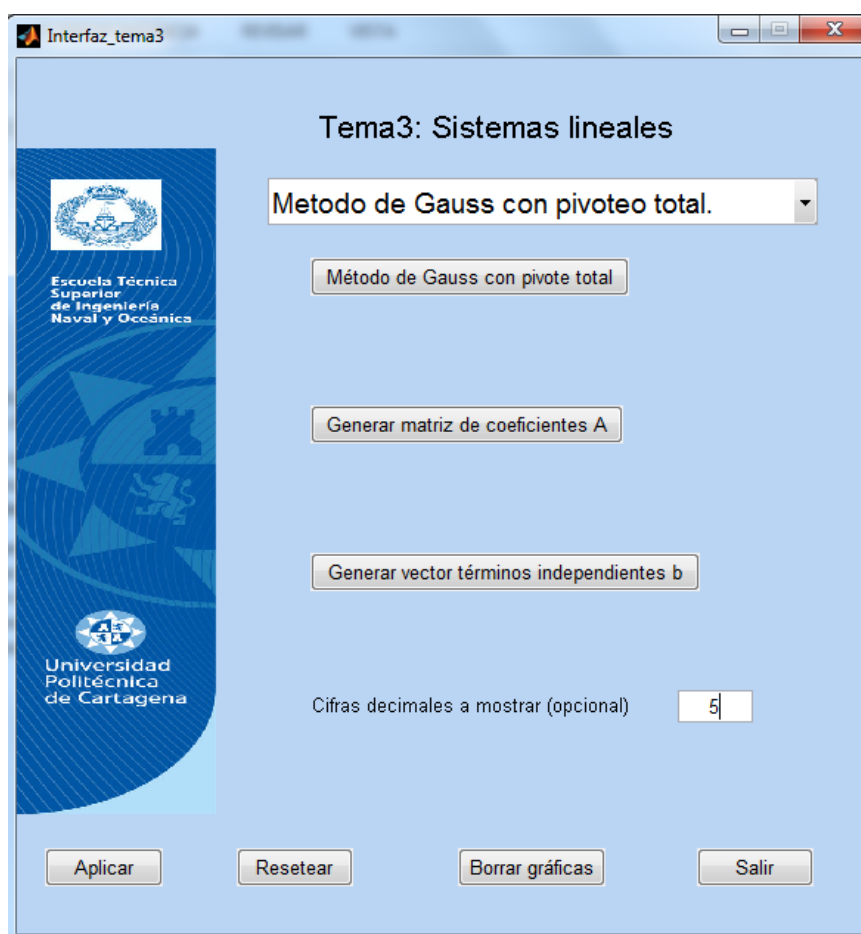 Interfaz_tema3
Tema3: Sistemas lineales
Metodo de Gauss con pivoteo total.
Método de Gauss con pivote total
Escuela Técnica
Superior
de Ingeniería
Naval y Oceánica
Generar matriz de coeficientes A
Generar vector términos independientes b
Universidad
Politécnica
de Cartagena
Cifras decimales a mostrar (opcional) 5
Aplicar Resetear Borrar gráficas Salir